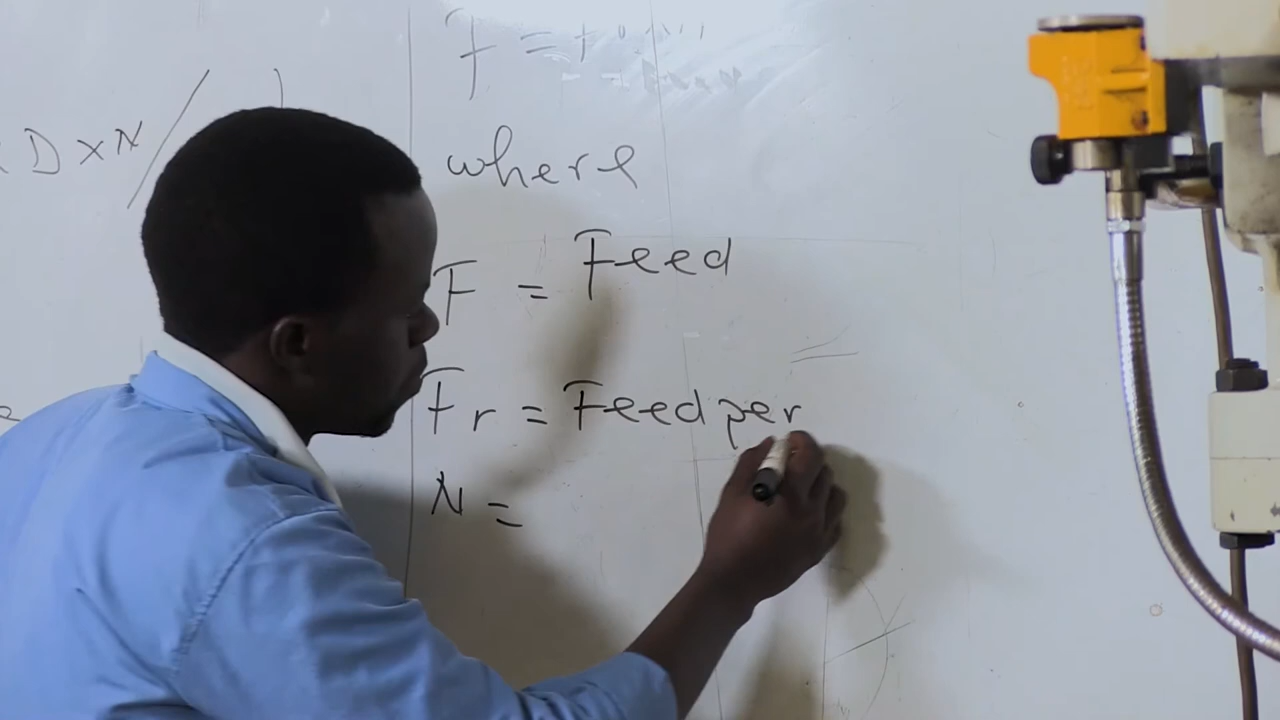 D × N /
F =
where
F = Feed
Fr = Feed per
N =